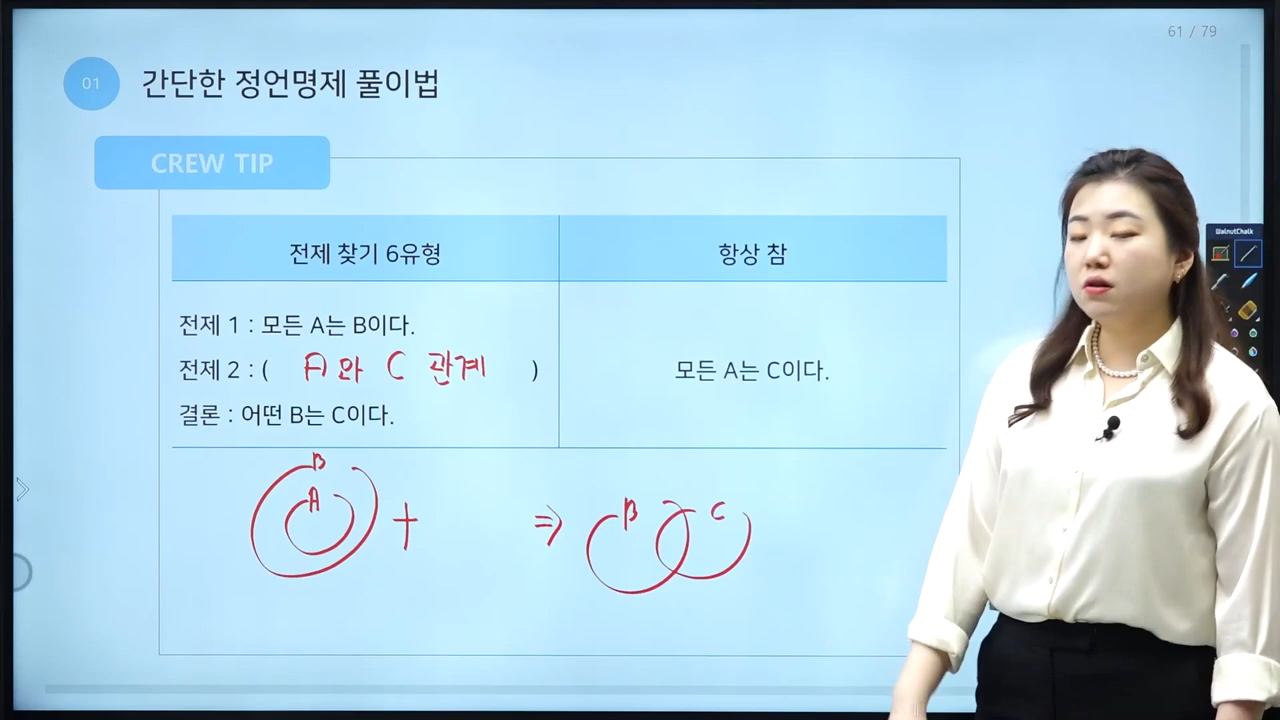 61 / 79
01 간단한 정언명제 풀이법
CREW TIP
전제 찾기 6유형
항상 참
전제 1 : 모든 A는 B이다.
전제 2 : ( A 와 C 관계 )
모든 A는 C이다.
결론 : 어떤 B는 C이다.
B
A
+
⇒
B
C
WalnutChalk